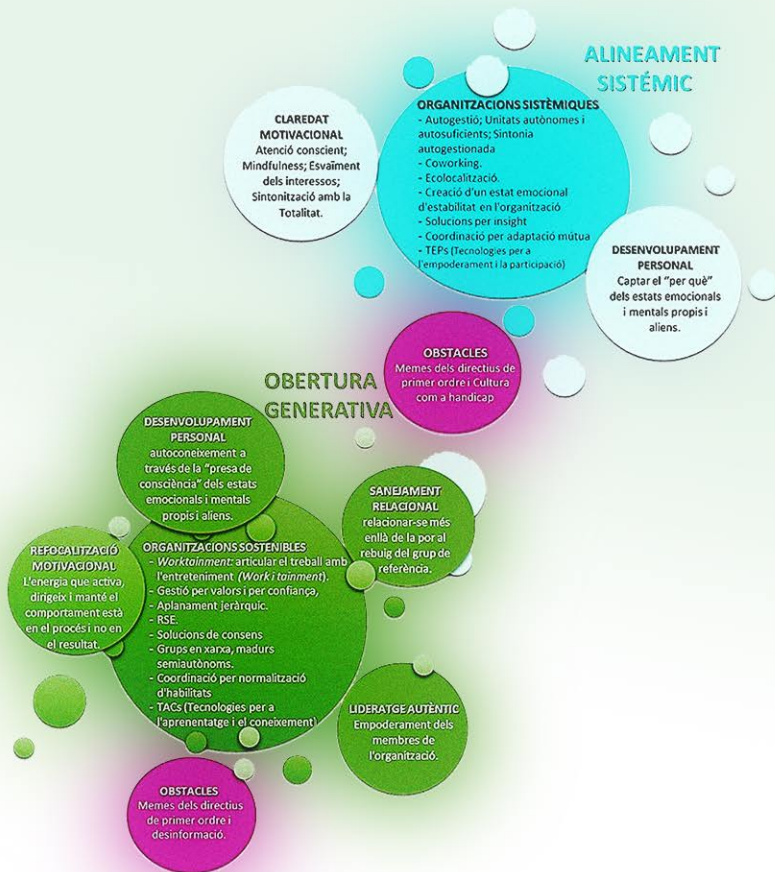 ALINEAMENT
SISTÉMIC
CLAREDAT
MOTIVACIONAL
Atenció conscient;
Mindfulness; Esvaïment
dels interessos;
Sintonització amb la
Totalitat.
ORGANITZACIONS SISTÈMIQUES
- Autogestió; Unitats autònomes i
autosuficients; Sintonia
autogestionada
- Coworking.
- Ecolocalització.
- Creació d'un estat emocional
d'estabilitat en l'organització
- Solucions per insight
- Coordinació per adaptació mútua
- TEPs (Tecnologies per a
l'empoderament i la participació)
DESENVOLUPAMENT
PERSONAL
Captar el "per què"
dels estats emocionals
i mentals propis i
aliens.
OBSTACLES
Memes dels directius de
primer ordre i Cultura
com a handicap
OBERTURA
GENERATIVA
DESENVOLUPAMENT
PERSONAL
autoconeixement a
través de la "presa de
consciència" dels estats
emocionals i mentals
propis i aliens.
SANEJAMENT
RELACIONAL
relacionar-se més
enllà de la por al
rebuig del grup de
referència.
REFOCALITZACIÓ
MOTIVACIONAL
L'energia que activa,
dirigeix i manté el
comportament està
en el procés i no en
el resultat.
ORGANITZACIONS SOSTENIBLES
- Worktainment: articular el treball amb
l'entreteniment (Work i tainment).
- Gestió per valors i per confiança,
- Aplanament jeràrquic.
- RSE.
- Solucions de consens
- Grups en xarxa, madurs
semiautònoms.
- Coordinació per normalització
d'habilitats
- TACs (Tecnologies per a
l'aprenentatge i el coneixement)
LIDERATGE AUTÈNTIC
Empoderament dels
membres de
l'organització.
OBSTACLES
Memes dels directius
de primer ordre i
desinformació.